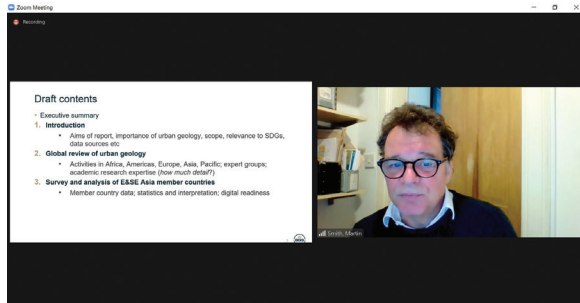 Zoom Meeting
Recording
Draft contents
• Executive summary
1. Introduction
• Aims of report, importance of urban geology, scope, relevance to SDGs,
data sources etc
2. Global review of urban geology
• Activities in Africa, Americas, Europe, Asia, Pacific; expert groups;
academic research expertise (how much detail?)
3. Survey and analysis of E&SE Asia member countries
• Member country data; statistics and interpretation; digital readiness
Smith, Martin